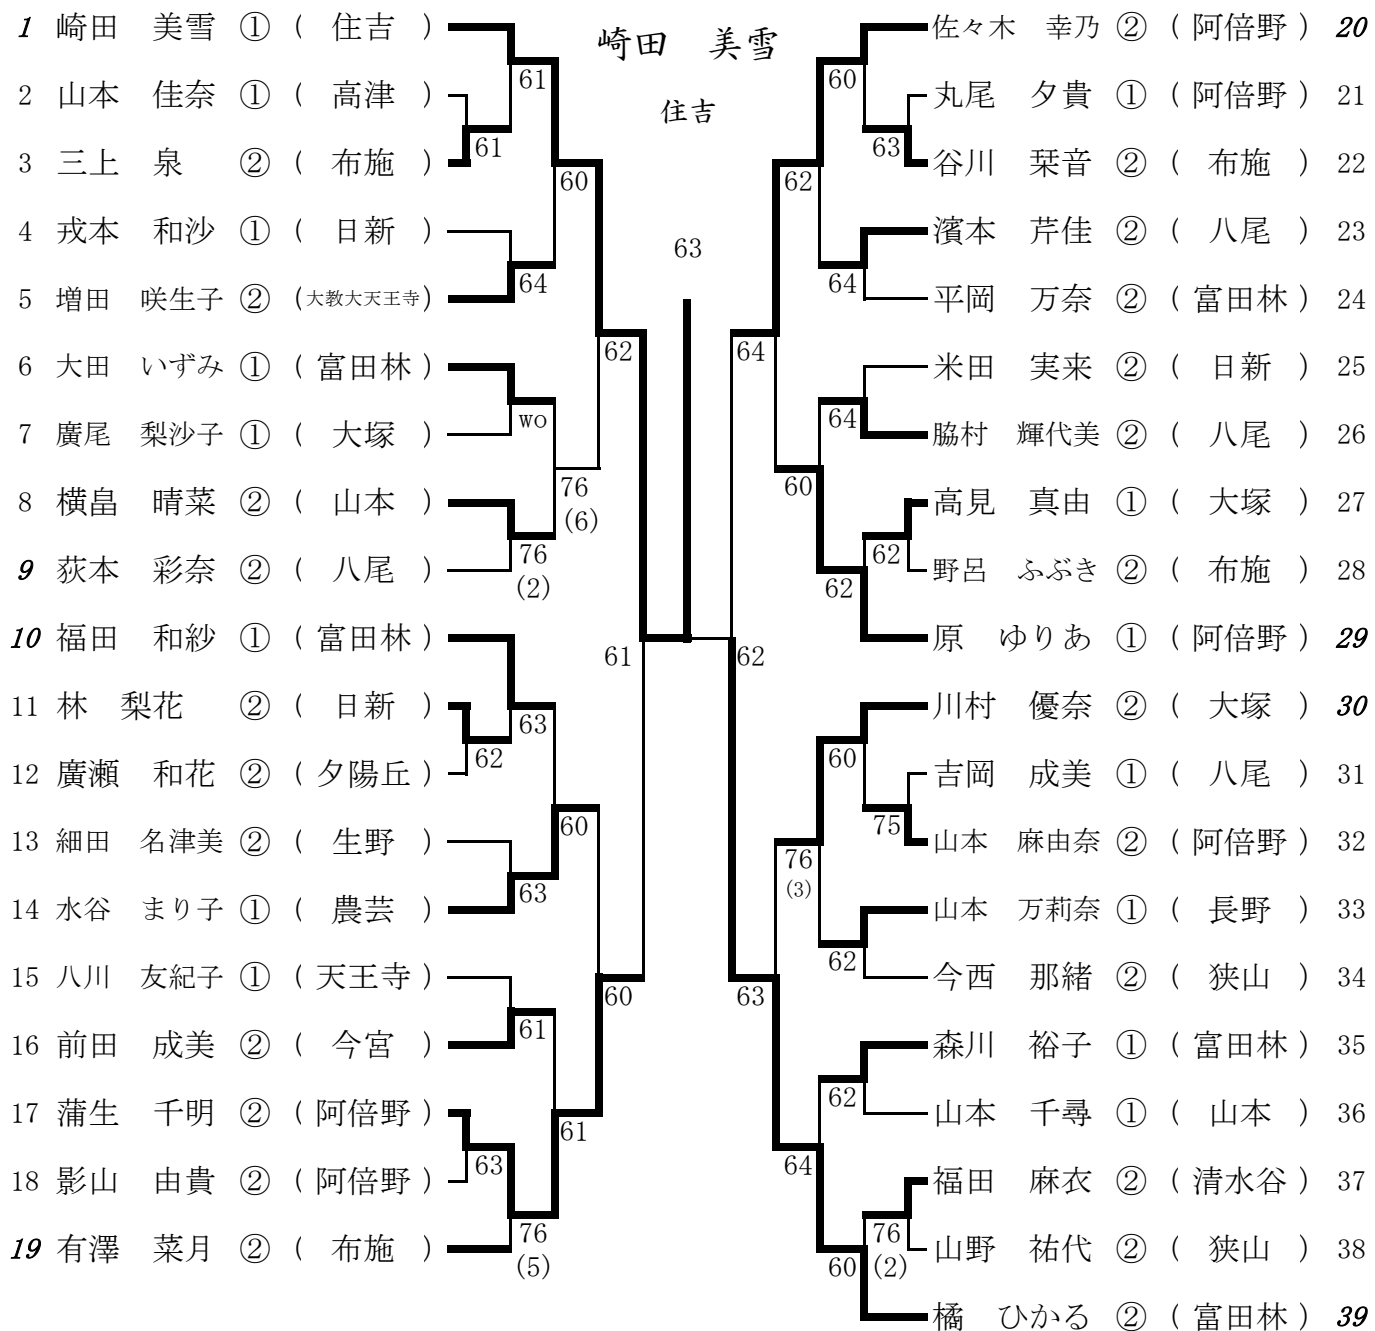 崎田 美雪
住吉
63
1 崎田 美雪 ① ( 住吉 )
2 山本 佳奈 ① ( 高津 )
3 三上 泉 ② ( 布施 )
4 戎本 和沙 ① ( 日新 )
5 増田 咲生子 ② (大教大天王寺)
6 大田 いずみ ① ( 富田林 )
7 廣尾 梨沙子 ① ( 大塚 )
8 横畠 晴菜 ② ( 山本 )
9 荻本 彩奈 ② ( 八尾 )
10 福田 和紗 ① ( 富田林 )
11 林 梨花 ② ( 日新 )
12 廣瀬 和花 ② ( 夕陽丘 )
13 細田 名津美 ② ( 生野 )
14 水谷 まり子 ① ( 農芸 )
15 八川 友紀子 ① ( 天王寺 )
16 前田 成美 ② ( 今宮 )
17 蒲生 千明 ② ( 阿倍野 )
18 影山 由貴 ② ( 阿倍野 )
19 有澤 菜月 ② ( 布施 )
61
61
60
64
62
wo
76
(6)
76
(2)
61
63
62
60
63
60
61
61
63
76
(5)
佐々木 幸乃 ② ( 阿倍野 ) 20
丸尾 夕貴 ① ( 阿倍野 ) 21
谷川 栞音 ② ( 布施 ) 22
濱本 芹佳 ② ( 八尾 ) 23
平岡 万奈 ② ( 富田林 ) 24
米田 実来 ② ( 日新 ) 25
脇村 輝代美 ② ( 八尾 ) 26
高見 真由 ① ( 大塚 ) 27
野呂 ふぶき ② ( 布施 ) 28
原 ゆりあ ① ( 阿倍野 ) 29
川村 優奈 ② ( 大塚 ) 30
吉岡 成美 ① ( 八尾 ) 31
山本 麻由奈 ② ( 阿倍野 ) 32
山本 万莉奈 ① ( 長野 ) 33
今西 那緒 ② ( 狭山 ) 34
森川 裕子 ① ( 富田林 ) 35
山本 千尋 ① ( 山本 ) 36
福田 麻衣 ② ( 清水谷 ) 37
山野 祐代 ② ( 狭山 ) 38
橘 ひかる ② ( 富田林 ) 39
60
63
62
64
64
64
60
62
62
62
60
75
76
(3)
62
63
62
64
76
(2)
60